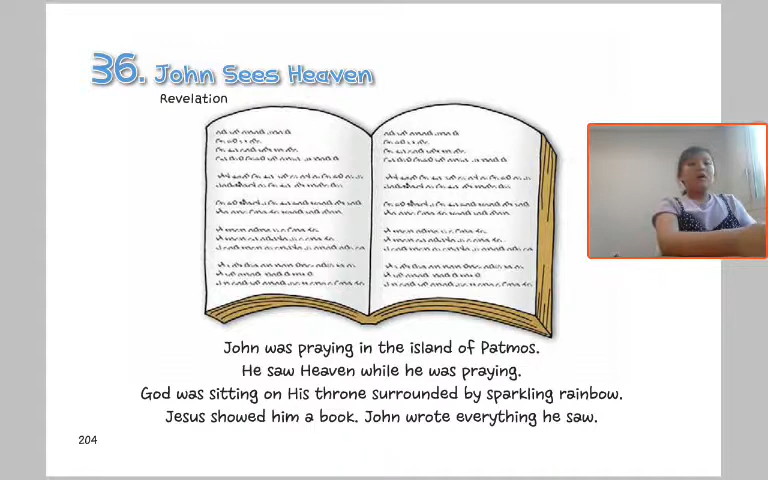 36. John Sees Heaven
Revelation
John was praying in the island of Patmos.
He saw Heaven while he was praying.
God was sitting on His throne surrounded by sparkling rainbow.
Jesus showed him a book. John wrote everything he saw.
204